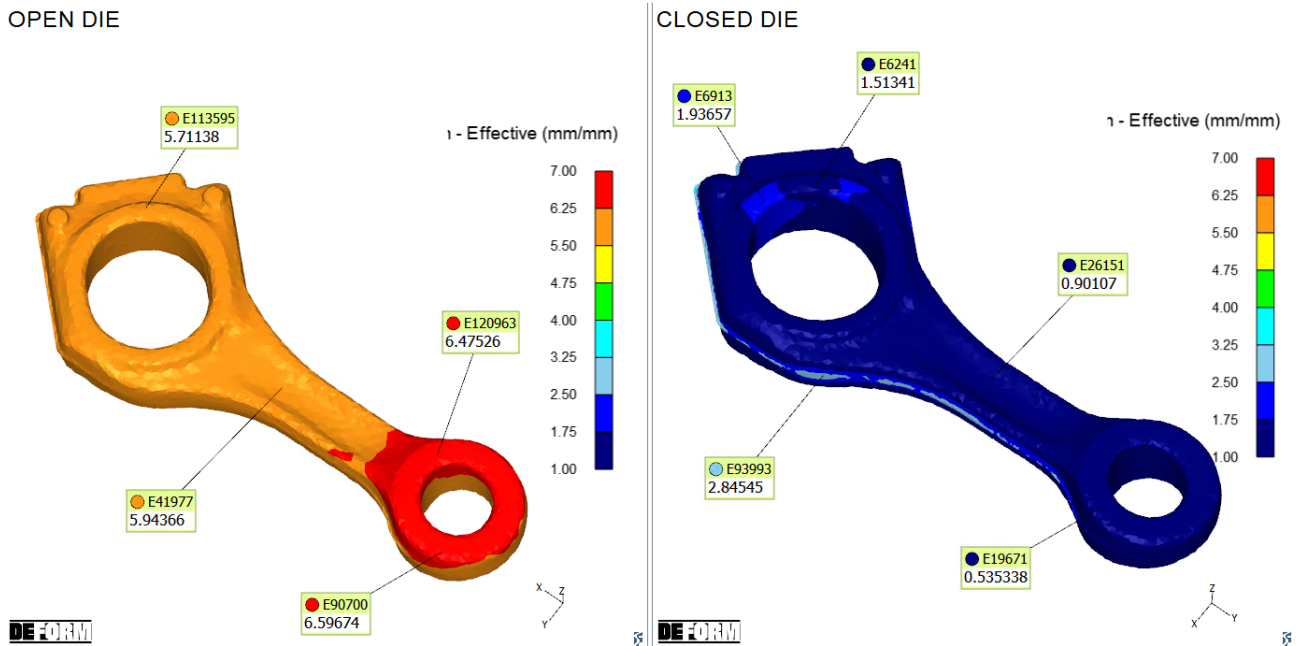 OPEN DIE
E113595
5.71138
ı - Effective (mm/mm)
7.00
6.25
5.50
4.75
4.00
3.25
2.50
1.75
1.00
E120963
6.47526
E41977
5.94366
E90700
6.59674
X
Z
Y
DEFORM
CLOSED DIE
E6241
1.51341
E6913
1.93657
ı - Effective (mm/mm)
7.00
6.25
5.50
4.75
4.00
3.25
2.50
1.75
1.00
E26151
0.90107
E93993
2.84545
E19671
0.535338
Z
X
Y
DEFORM